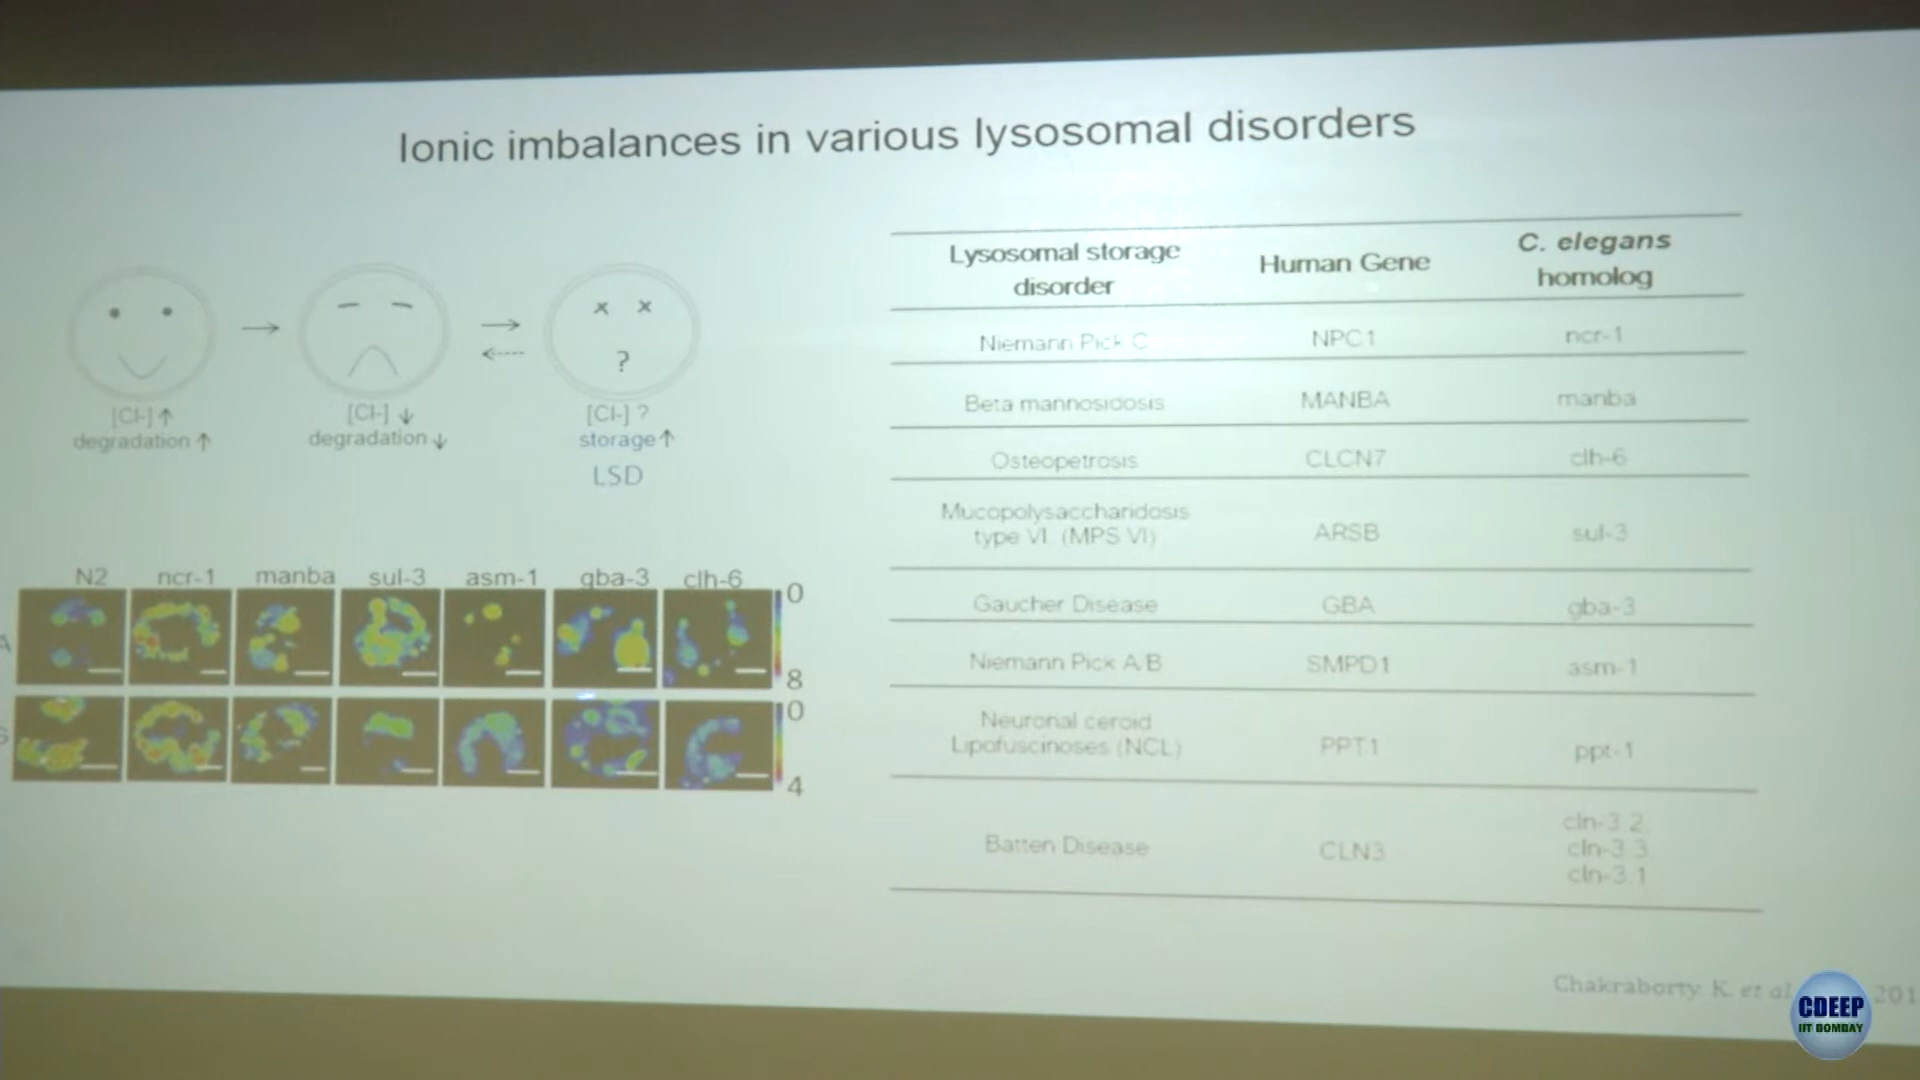 Ionic imbalances in various lysosomal disorders
[Cl-]↑
degradation↑
[Cl-]↓
degradation↓
[Cl-] ?
storage↑
LSD
?
x x
N2 ncr-1 manba sul-3 asm-1 gba-3 clh-6
0
8
0
4
Lysosomal storage
disorder
Human Gene
C. elegans
homolog
Niemann Pick C NPC1 ncr-1
Beta mannosidosis MANBA manba
Osteopetrosis CLCN7 clh-6
Mucopolysaccharidosis
type VI (MPS VI)
ARSB sul-3
Gaucher Disease GBA gba-3
Niemann Pick A/B SMPD1 asm-1
Neuronal ceroid
Lipofuscinoses (NCL)
PPT1 ppt-1
Batten Disease CLN3
cln-3.2,
cln-3.3
cln-3.1
Chakraborty. K. et al
CDEEP
IIT BOMBAY